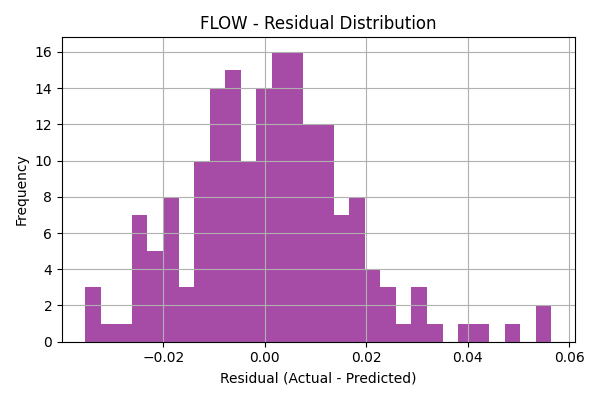 FLOW - Residual Distribution
16
14
12
10
8
6
4
2
0
Frequency
−0.02 0.00 0.02 0.04 0.06
Residual (Actual - Predicted)